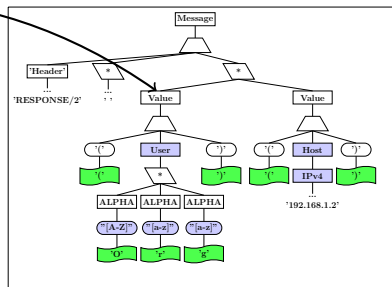 Message
'Header' * *
... ...
'RESPONSE/2' ' '
Value Value
'(' User ')' '(' Host ')'
'(' * ')' '(' IPv4 ')'
...
'192.168.1.2'
ALPHA ALPHA ALPHA
"[A-Z]" "[a-z]" "[a-z]"
'O' 'r' 'g'